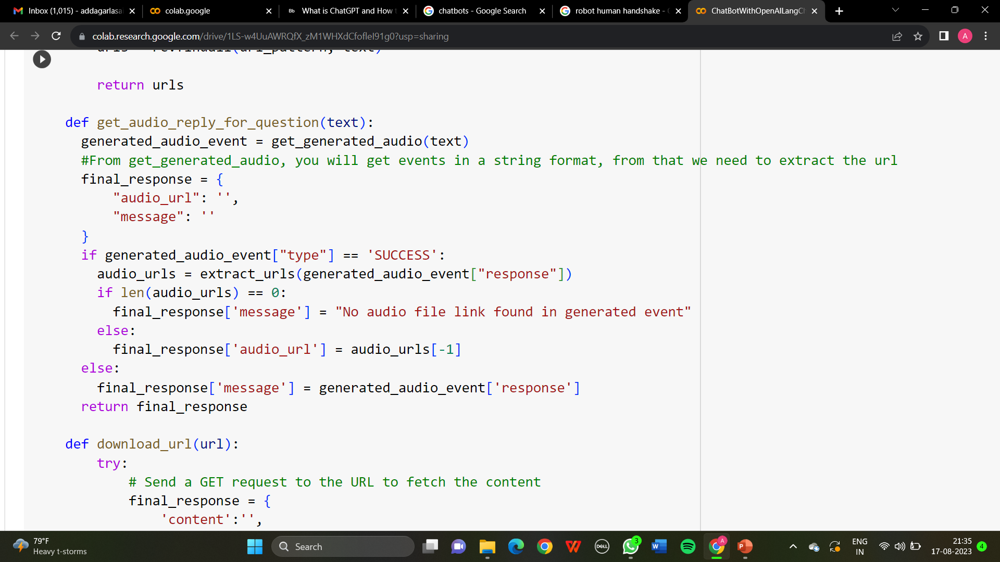 Inbox (1,015) - addagarlasai
colab.google
Bb What is ChatGPT and How t
chatbots - Google Search
robot human handshake -
ChatBotWithOpenAILangCh
colab.research.google.com/drive/1LS-w4UuAWRQfX_zM1WHXdCfofleI91g0?usp=sharing
A
urls = re.findall(url_pattern, text)
return urls
def get_audio_reply_for_question(text):
generated_audio_event = get_generated_audio(text)
#From get_generated_audio, you will get events in a string format, from that we need to extract the url
final_response = {
"audio_url": '',
"message": ''
}
if generated_audio_event["type"] == 'SUCCESS':
audio_urls = extract_urls(generated_audio_event["response"])
if len(audio_urls) == 0:
final_response['message'] = "No audio file link found in generated event"
else:
final_response['audio_url'] = audio_urls[-1]
else:
final_response['message'] = generated_audio_event['response']
return final_response
def download_url(url):
try:
# Send a GET request to the URL to fetch the content
final_response = {
'content':'',
79°F
Heavy t-storms
Search
DELL
3
W
A
P
ENG
IN
21:35
17-08-2023
4